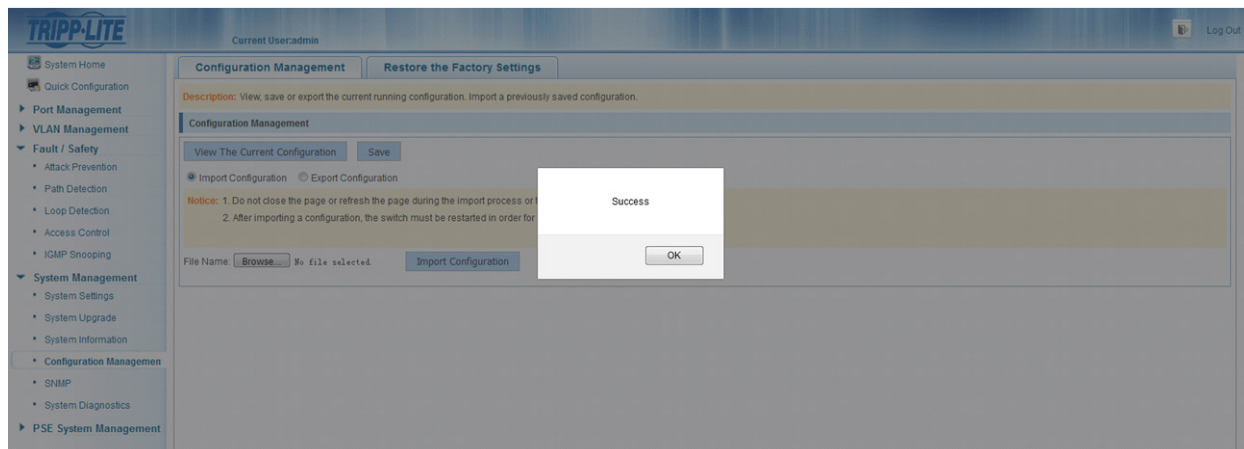 TRIPP·LITE
Current User:admin
Log Out
System Home
Quick Configuration
Port Management
VLAN Management
Fault / Safety
Attack Prevention
Path Detection
Loop Detection
Access Control
IGMP Snooping
System Management
System Settings
System Upgrade
System Information
Configuration Managemen
SNMP
System Diagnostics
PSE System Management
Configuration Management
Restore the Factory Settings
Description: View, save or export the current running configuration. Import a previously saved configuration.
Configuration Management
View The Current Configuration
Save
Import Configuration
Export Configuration
Notice: 1. Do not close the page or refresh the page during the import process or
2. After importing a configuration, the switch must be restarted in order for
File Name: Browse... No file selected.
Import Configuration
Success
OK